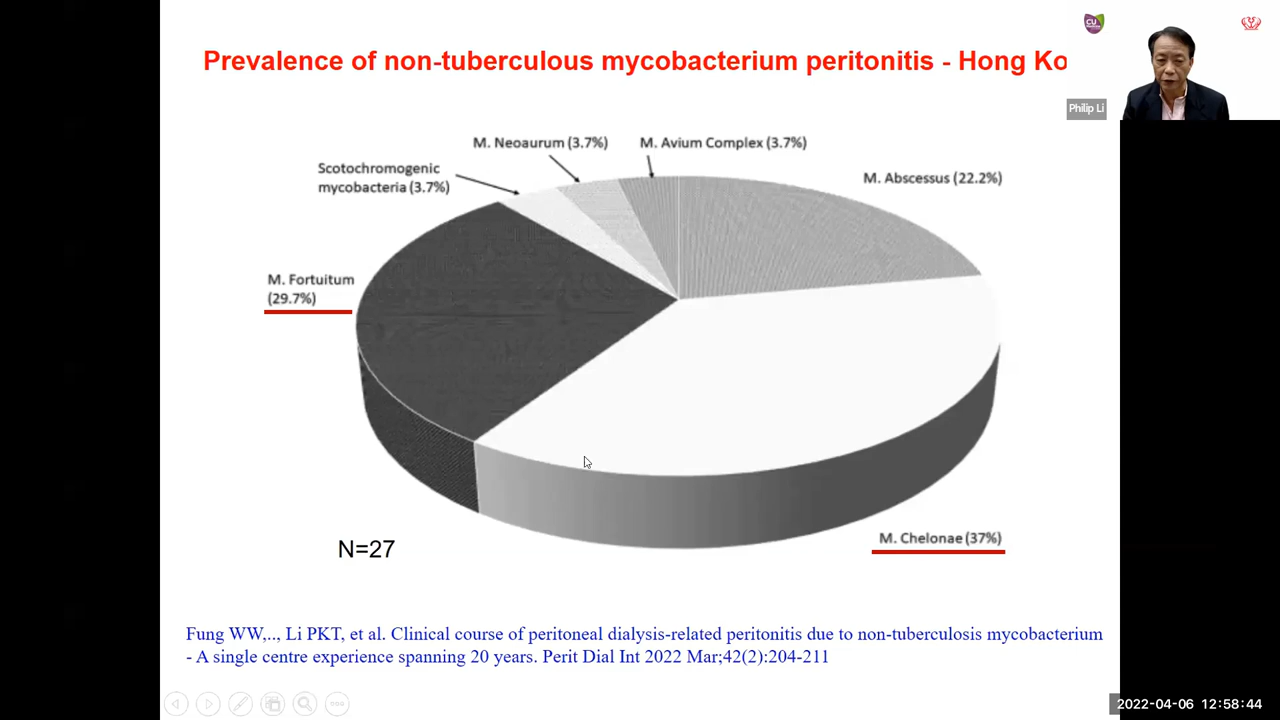 Prevalence of non-tuberculous mycobacterium peritonitis - Hong Ko
CU
Philip Li
M. Neoaurum (3.7%)
M. Avium Complex (3.7%)
Scotochromogenic
mycobacteria (3.7%)
M. Abscessus (22.2%)
M. Fortuitum
(29.7%)
M. Chelonae (37%)
N=27
Fung WW,.., Li PKT, et al. Clinical course of peritoneal dialysis-related peritonitis due to non-tuberculosis mycobacterium
- A single centre experience spanning 20 years. Perit Dial Int 2022 Mar;42(2):204-211
2022-04-06 12:58:44